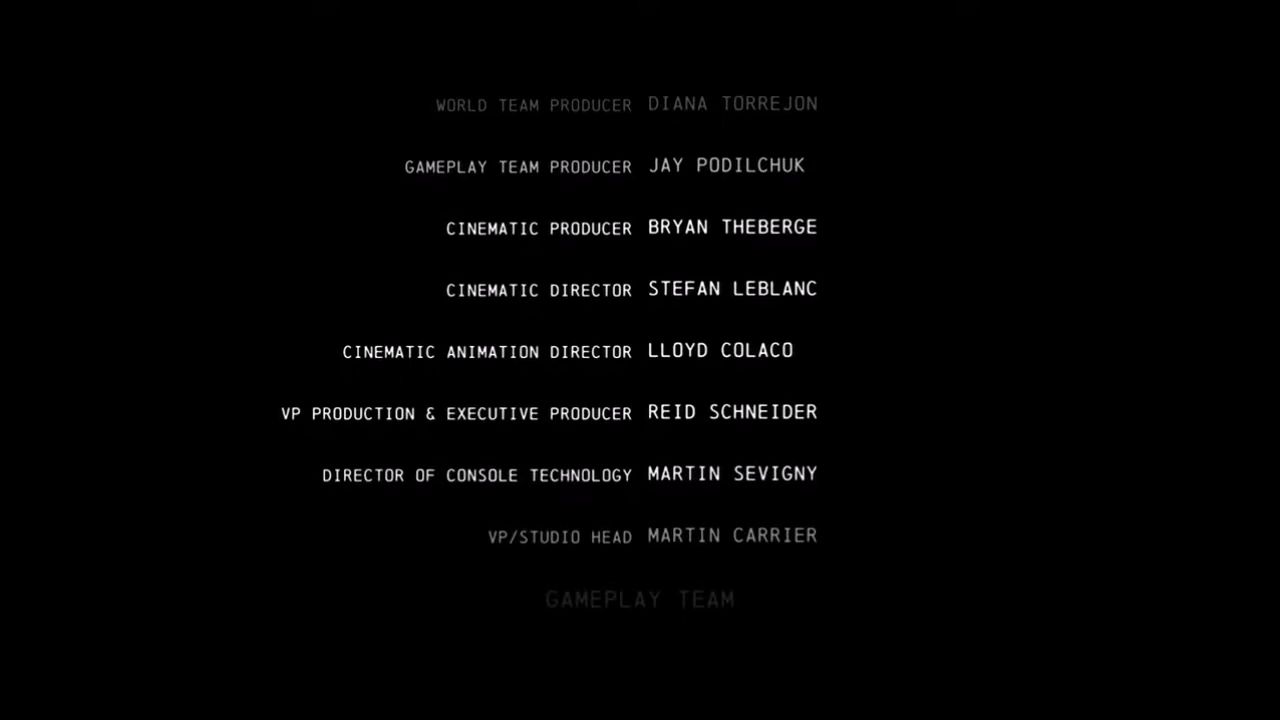 WORLD TEAM PRODUCER DIANA TORREJON
GAMEPLAY TEAM PRODUCER JAY PODILCHUK
CINEMATIC PRODUCER BRYAN THEBERGE
CINEMATIC DIRECTOR STEFAN LEBLANC
CINEMATIC ANIMATION DIRECTOR LLOYD COLACO
VP PRODUCTION & EXECUTIVE PRODUCER REID SCHNEIDER
DIRECTOR OF CONSOLE TECHNOLOGY MARTIN SEVIGNY
VP/STUDIO HEAD MARTIN CARRIER
GAMEPLAY TEAM